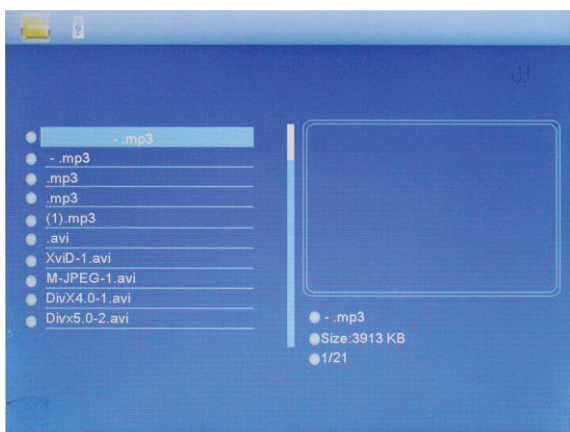 - .mp3
- .mp3
.mp3
.mp3
(1).mp3
.avi
XviD-1.avi
M-JPEG-1.avi
DivX4.0-1.avi
Divx5.0-2.avi
- .mp3
Size:3913 KB
1/21